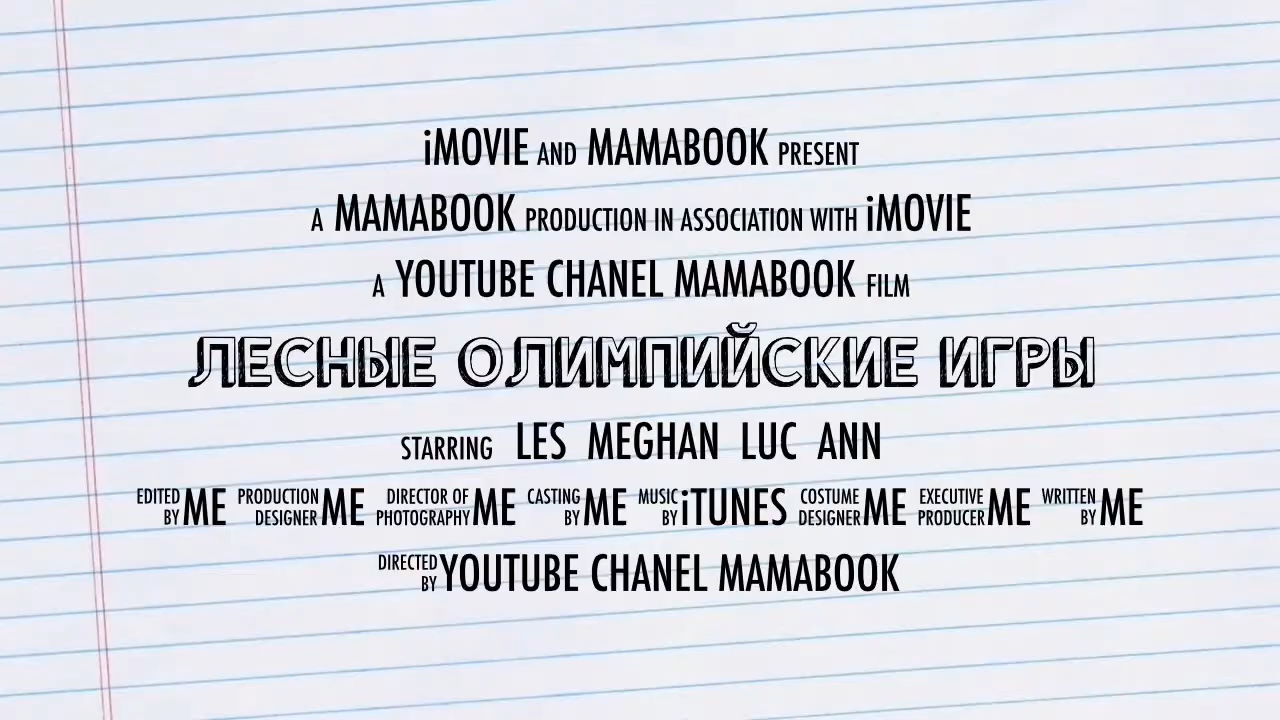 iMOVIE AND MAMABOOK PRESENT
A MAMABOOK PRODUCTION IN ASSOCIATION WITH iMOVIE
A YOUTUBE CHANEL MAMABOOK FILM
ЛЕСНЫЕ ОЛИМПИЙСКИЕ ИГРЫ
STARRING LES MEGHAN LUC ANN
EDITED BY ME PRODUCTION DESIGNER ME DIRECTOR OF PHOTOGRAPHY ME CASTING BY ME MUSIC BY iTUNES COSTUME DESIGNER ME EXECUTIVE PRODUCER ME WRITTEN BY ME
DIRECTED BY YOUTUBE CHANEL MAMABOOK